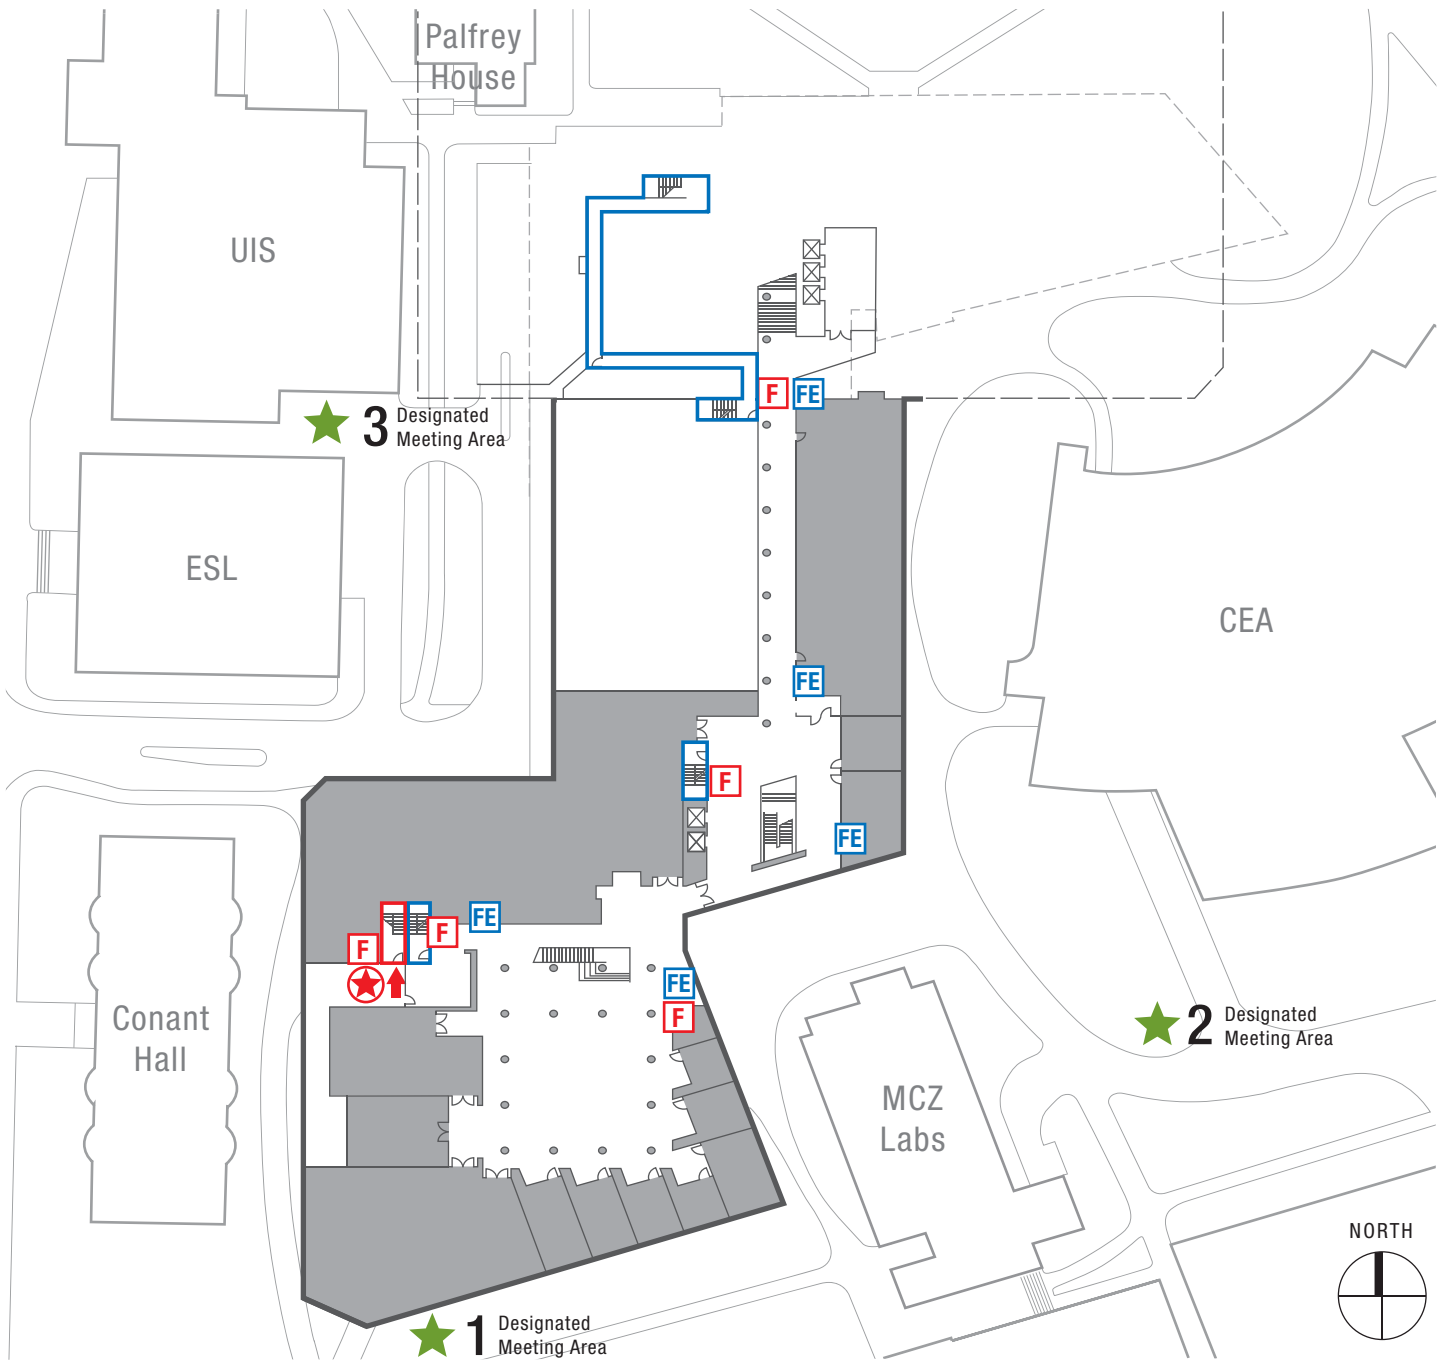 Palfrey
House
UIS
F
FE
3 Designated
Meeting Area
ESL
CEA
FE
F
FE
F
F
FE
FE
F
Conant
Hall
2 Designated
Meeting Area
MCZ
Labs
NORTH
1 Designated
Meeting Area